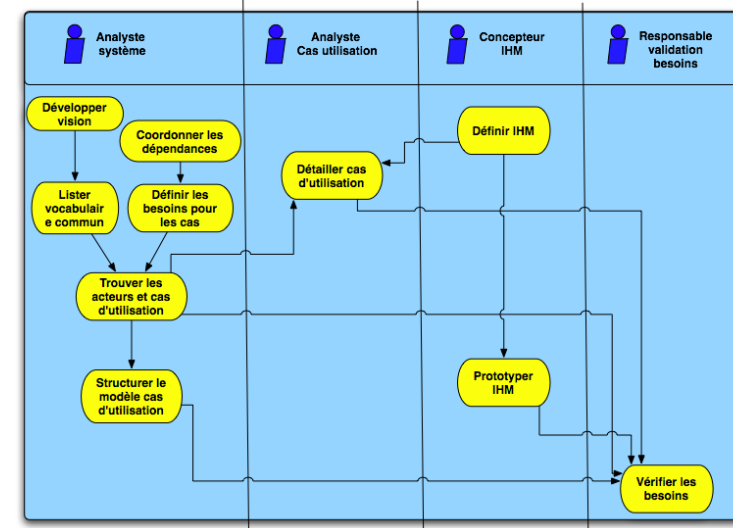 Analyste
système
Analyste
Cas utilisation
Concepteur
IHM
Responsable
validation
besoins
Développer
vision
Coordonner les
dépendances
Définir IHM
Détailler cas
d'utilisation
Lister
vocabulair
e commun
Définir les
besoins pour
les cas
Trouver les
acteurs et cas
d'utilisation
Structurer le
modèle cas
d'utilisation
Prototyper
IHM
Vérifier les
besoins